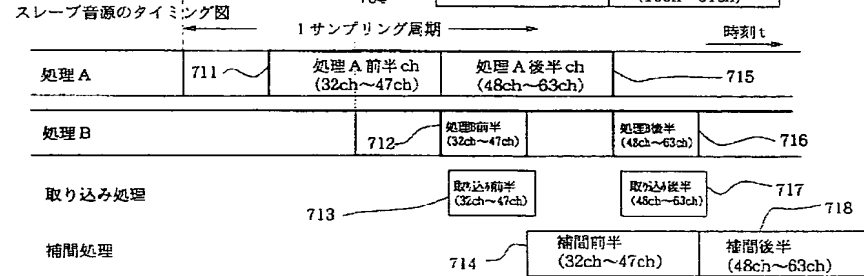 スレーブ音源のタイミング図
1サンプリング周期
時刻t
処理A
711
処理A前半ch
(32ch〜47ch)
処理A後半ch
(48ch〜63ch)
715
処理B
712
処理B前半
(32ch〜47ch)
処理B後半
(48ch〜63ch)
716
取り込み処理
713
取り込み前半
(32ch〜47ch)
取り込み後半
(48ch〜63ch)
717
718
補間処理
714
補間前半
(32ch〜47ch)
補間後半
(48ch〜63ch)